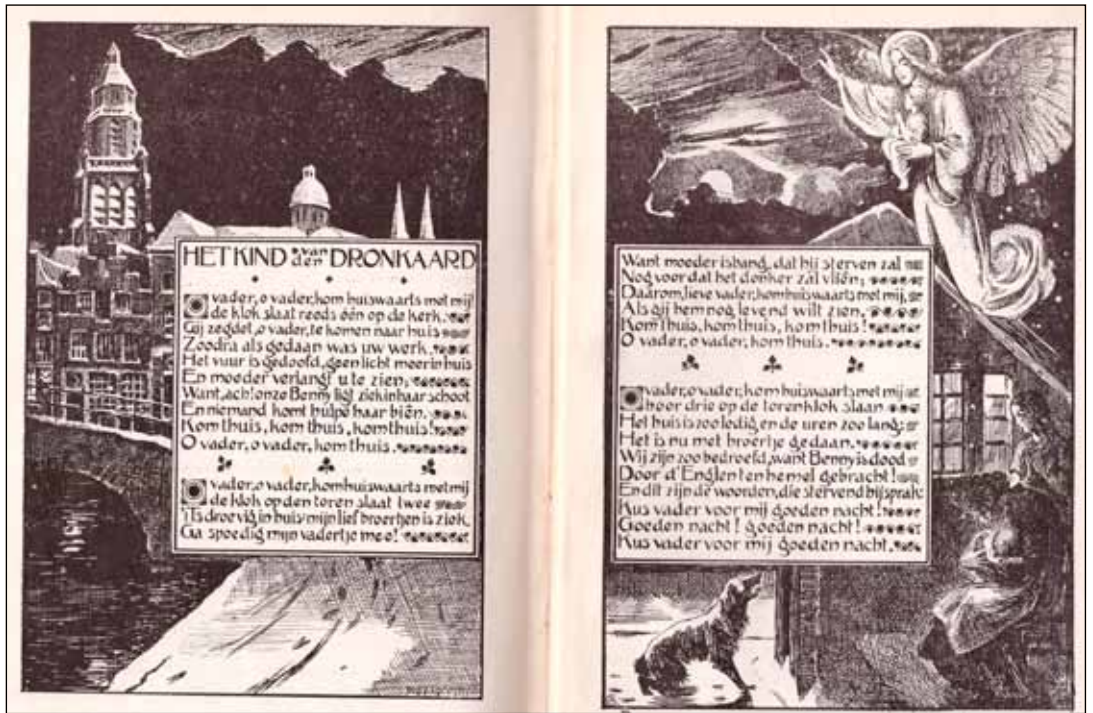 HET KIND van den DRONKAARD
O vader, o vader, kom huiswaarts met mij
de klok slaat reeds één op de kerk.
Gij zegdet, o vader, te komen naar huis
Zoodra als gedaan was uw werk.
Het vuur is gedoofd, geen licht meer in huis
En moeder verlangt u te zien;
Want, ach! onze Benny ligt ziek in haar schoot
En niemand komt hulpe haar biên.
Kom thuis, kom thuis, kom thuis!
O vader, o vader, kom thuis.
O vader, o vader, kom huiswaarts met mij
de klok op den toren slaat twee
't Is droevig in huis mijn lief broertjen is ziek,
Ga spoedig mijn vadertje meê!
Want moeder is bang, dat hij sterven zal
Nog voor dat het donker zal vliên;
Daarom, lieve vader, kom huiswaarts met mij,
Als gij hem nog levend wilt zien.
Kom thuis, kom thuis, kom thuis!
O vader, o vader, kom thuis.
O vader, o vader, kom huiswaarts met mij
hoor drie op de torenklok slaan
Het huis is zoo ledig en de uren zoo lang;
Het is nu met broertje gedaan.
Wij zijn zoo bedroefd, want Benny is dood
Door d'Englen ten hemel gebracht!
En dit zijn de woorden, die stervend hij sprak:
Kus vader voor mij goeden nacht!
Goeden nacht! goeden nacht!
Kus vader voor mij goeden nacht.